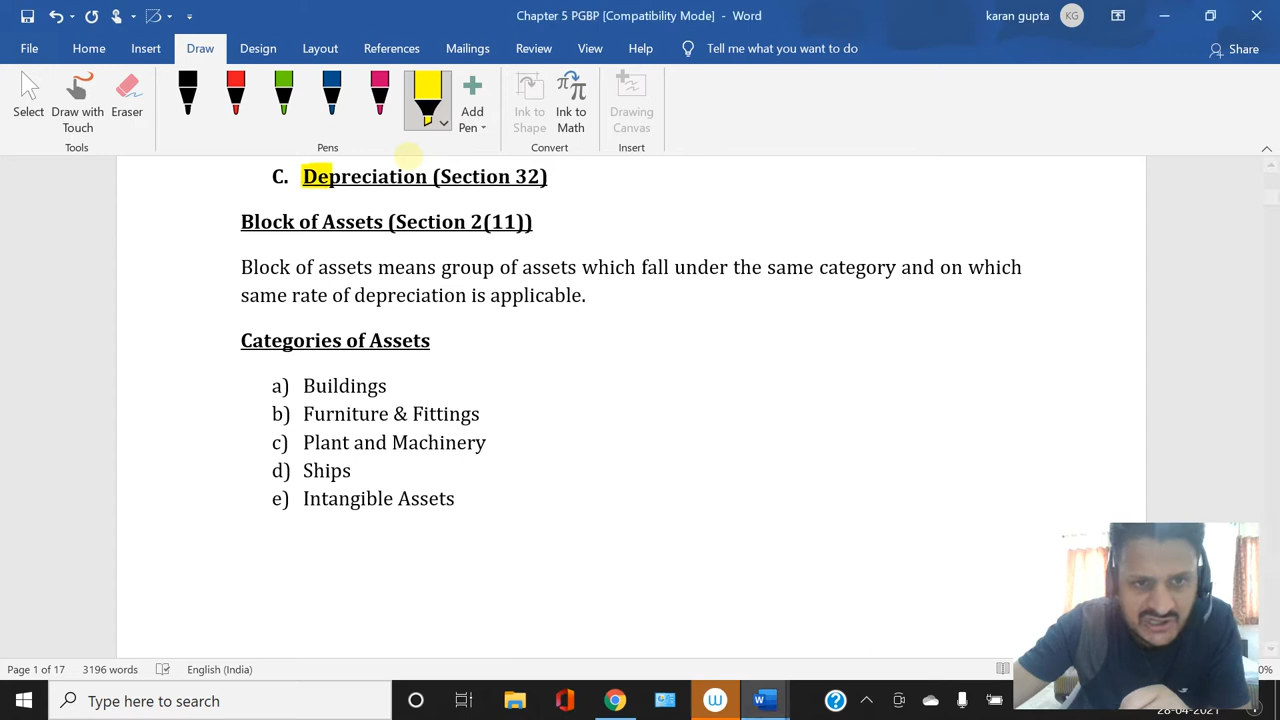 Chapter 5 PGBP [Compatibility Mode] - Word
karan gupta
KG
File Home Insert Draw Design Layout References Mailings Review View Help Tell me what you want to do Share
Select
Draw with Touch
Eraser
Add Pen
Ink to Shape
Ink to Math
Drawing Canvas
Tools
Pens
Convert
Insert
C. Depreciation (Section 32)
Block of Assets (Section 2(11))
Block of assets means group of assets which fall under the same category and on which
same rate of depreciation is applicable.
Categories of Assets
a) Buildings
b) Furniture & Fittings
c) Plant and Machinery
d) Ships
e) Intangible Assets
Page 1 of 17 3196 words English (India)
Type here to search
28-04-2021